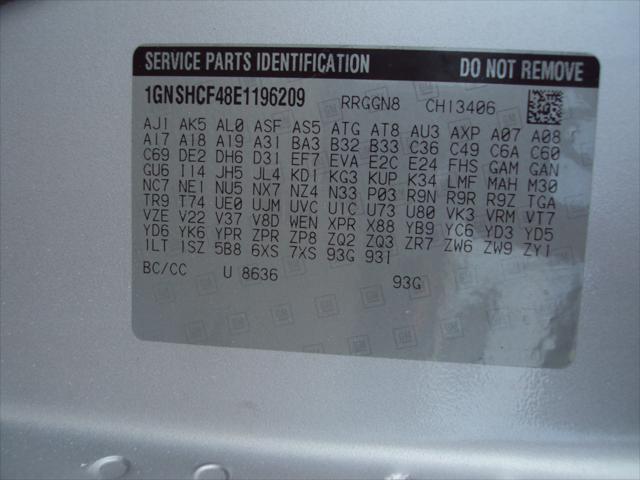 SERVICE PARTS IDENTIFICATION DO NOT REMOVE
1GNSHCF48E1196209 RRGGN8 CH13406
AJ1 AK5 AL0 ASF AS5 ATG AT8 AU3 AXP A07 A08
A17 A18 A19 A31 BA3 B32 B33 C36 C49 C6A C60
C69 DE2 DH6 D31 EF7 EVA E2C E24 FHS GAM GAN
GU6 I14 JH5 JL4 KD1 KG3 KUP K34 LMF MAH M30
NC7 NE1 NU5 NX7 NZ4 N33 P03 R9N R9R R9Z TGA
TR9 T74 UE0 UJM UVC U1C U73 U80 VK3 VRM VT7
VZE V22 V37 V8D WEN XPR X88 YB9 YC6 YD3 YD5
YD6 YK6 YPR ZPR ZP8 ZQ2 ZQ3 ZR7 ZW6 ZW9 ZY1
1LT 1SZ 5B8 6XS 7XS 93G 93I
BC/CC U 8636 93G